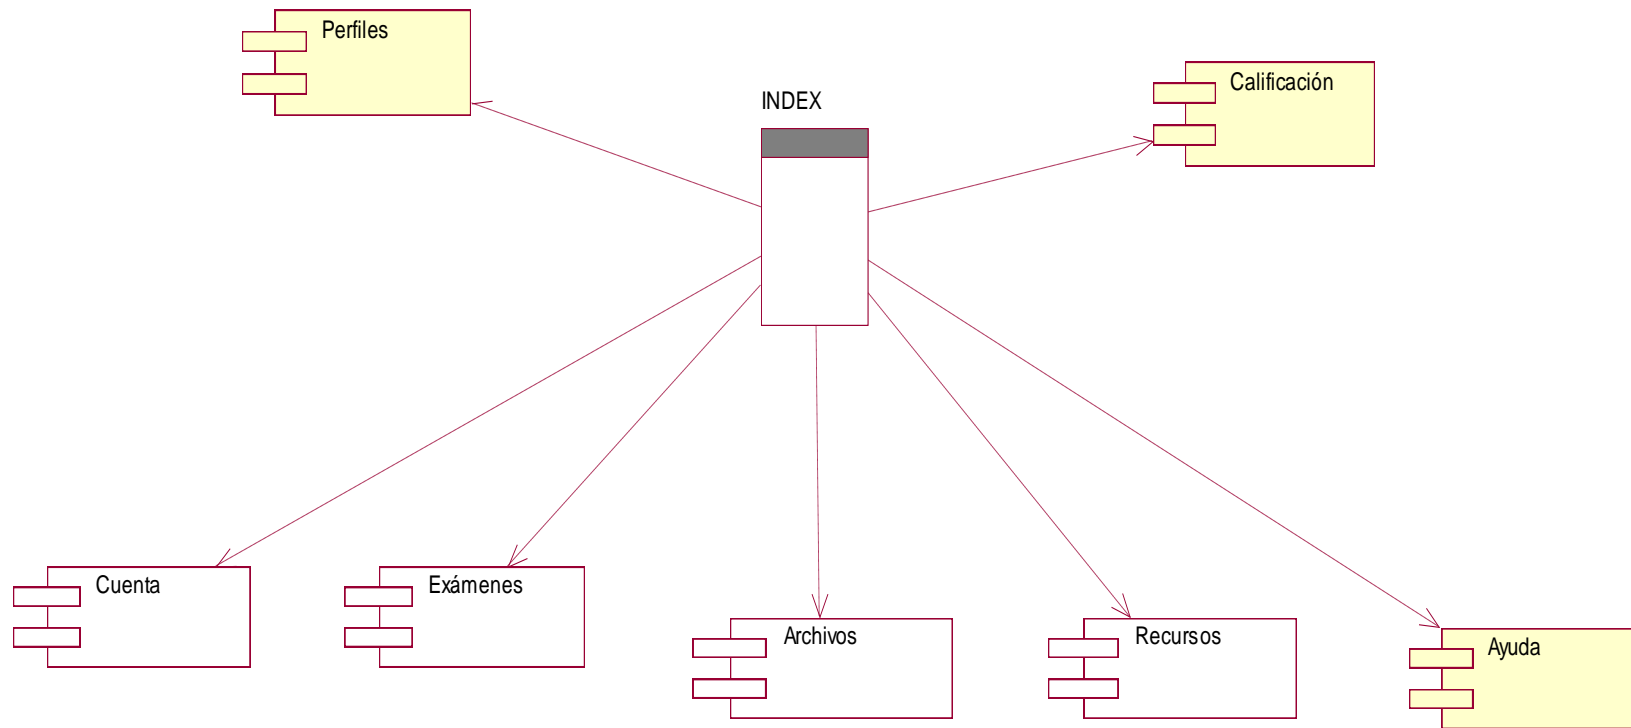 Perfiles
Calificación
INDEX
Cuenta
Exámenes
Archivos
Recursos
Ayuda